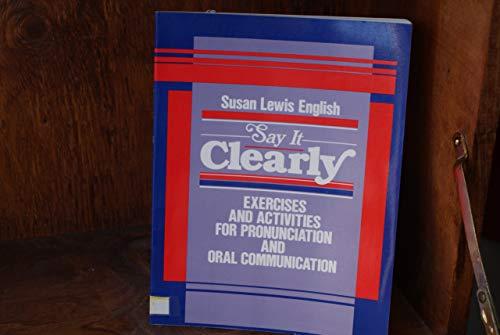 Susan Lewis English
Say It
Clearly
EXERCISES
AND ACTIVITIES
FOR PRONUNCIATION
AND
ORAL COMMUNICATION